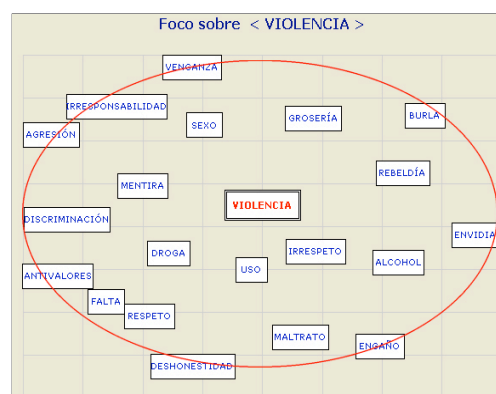 Foco sobre < VIOLENCIA >
VENGANZA
IRRESPONSABILIDAD
BURLA
GROSERÍA
SEXO
AGRESIÓN
REBELDÍA
MENTIRA
VIOLENCIA
DISCRIMINACIÓN
ENVIDIA
IRRESPETO
DROGA
ALCOHOL
USO
ANTIVALORES
FALTA
RESPETO
MALTRATO
ENGAÑO
DESHONESTIDAD